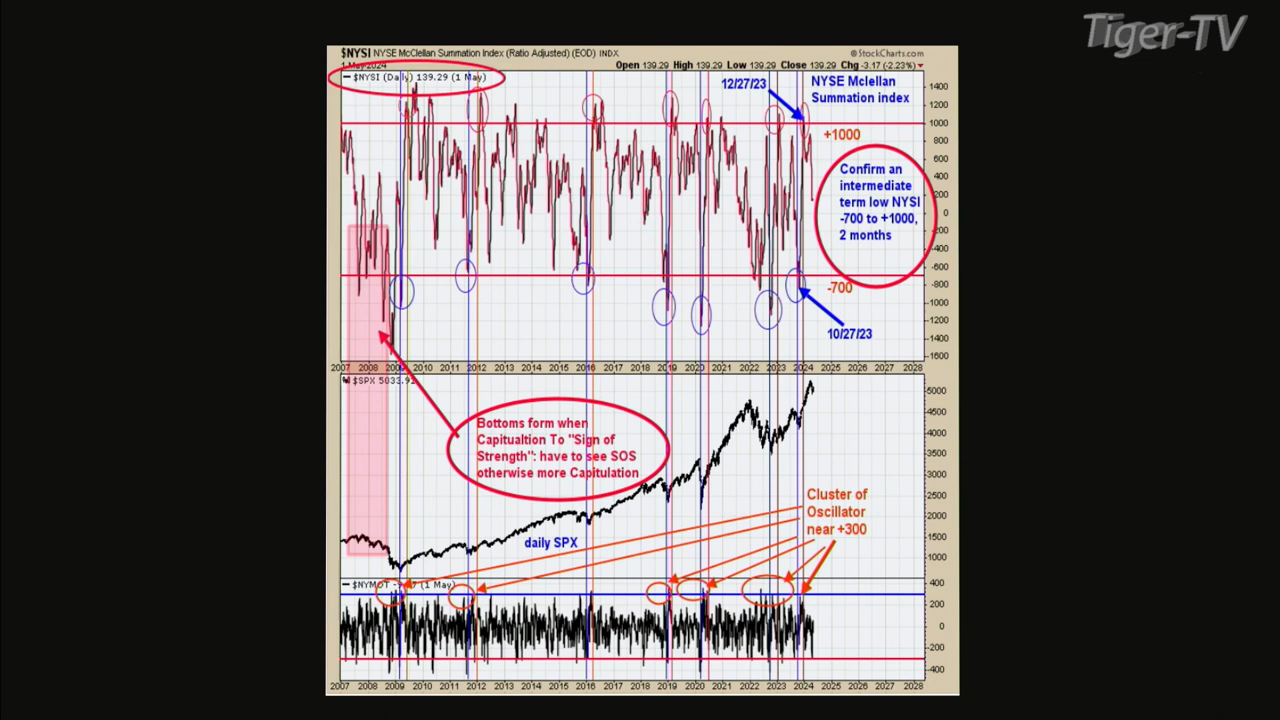 Tiger-TV
$NYSI NYSE McClellan Summation Index (Ratio Adjusted) (EOD) INDX
© StockCharts.com
1 May 2024
Open 139.29 High 139.29 Low 139.29 Close 139.29 Chg -3.17 (-2.23%)
$NYSI (Daily) 139.29 (1 May)
12/27/23
NYSE Mclellan
Summation index
+1000
Confirm an
intermediate
term low NYSI
-700 to +1000,
2 months
-700
10/27/23
1400
1200
1000
800
600
400
200
0
-200
-400
-600
-800
1000
1200
1400
1600
2007 2008 2009 2010 2011 2012 2013 2014 2015 2016 2017 2018 2019 2020 2021 2022 2023 2024 2025 2026 2027 2028
$SPX 5033.91
5000
4500
4000
3500
3000
2500
2000
1500
1000
Bottoms form when
Capitualtion To "Sign of
Strength": have to see SOS
otherwise more Capitulation
Cluster of
Oscillator
near +300
daily SPX
$NYMOT (1 May)
400
200
0
-200
400
2007 2008 2009 2010 2011 2012 2013 2014 2015 2016 2017 2018 2019 2020 2021 2022 2023 2024 2025 2026 2027 2028